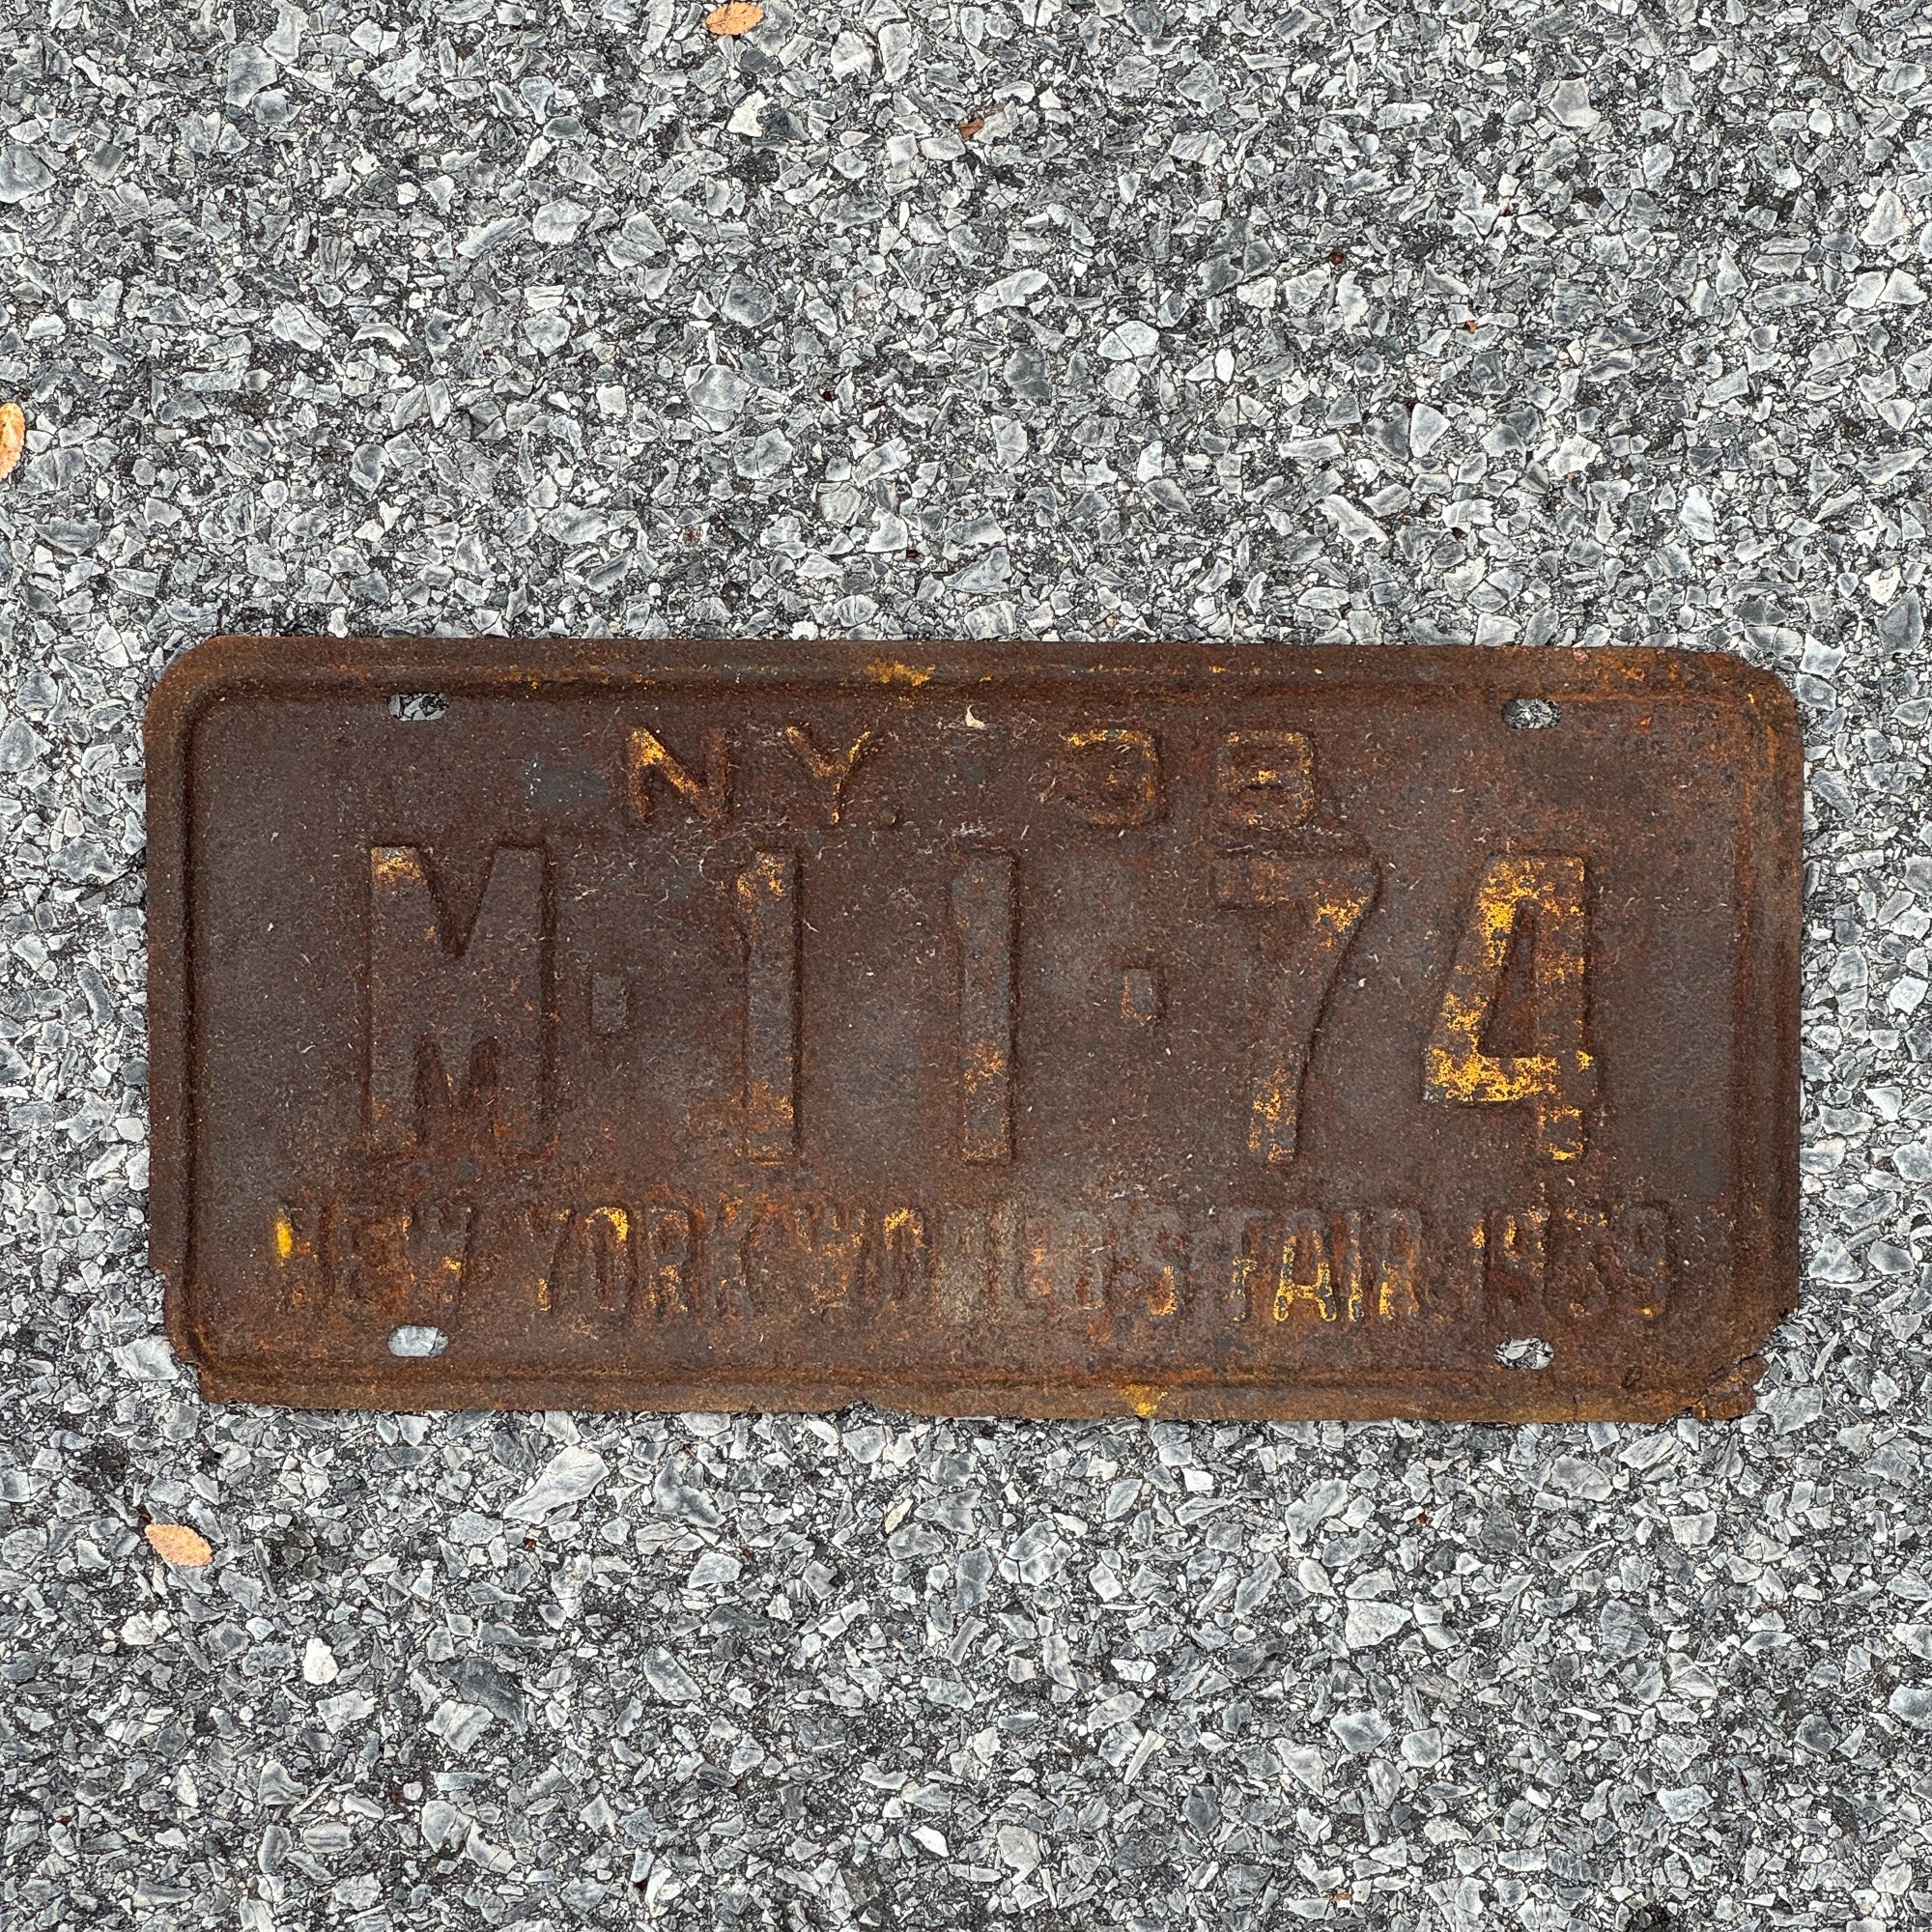 N.Y. 38
M·11·74
NEW YORK WORLD'S FAIR 1939